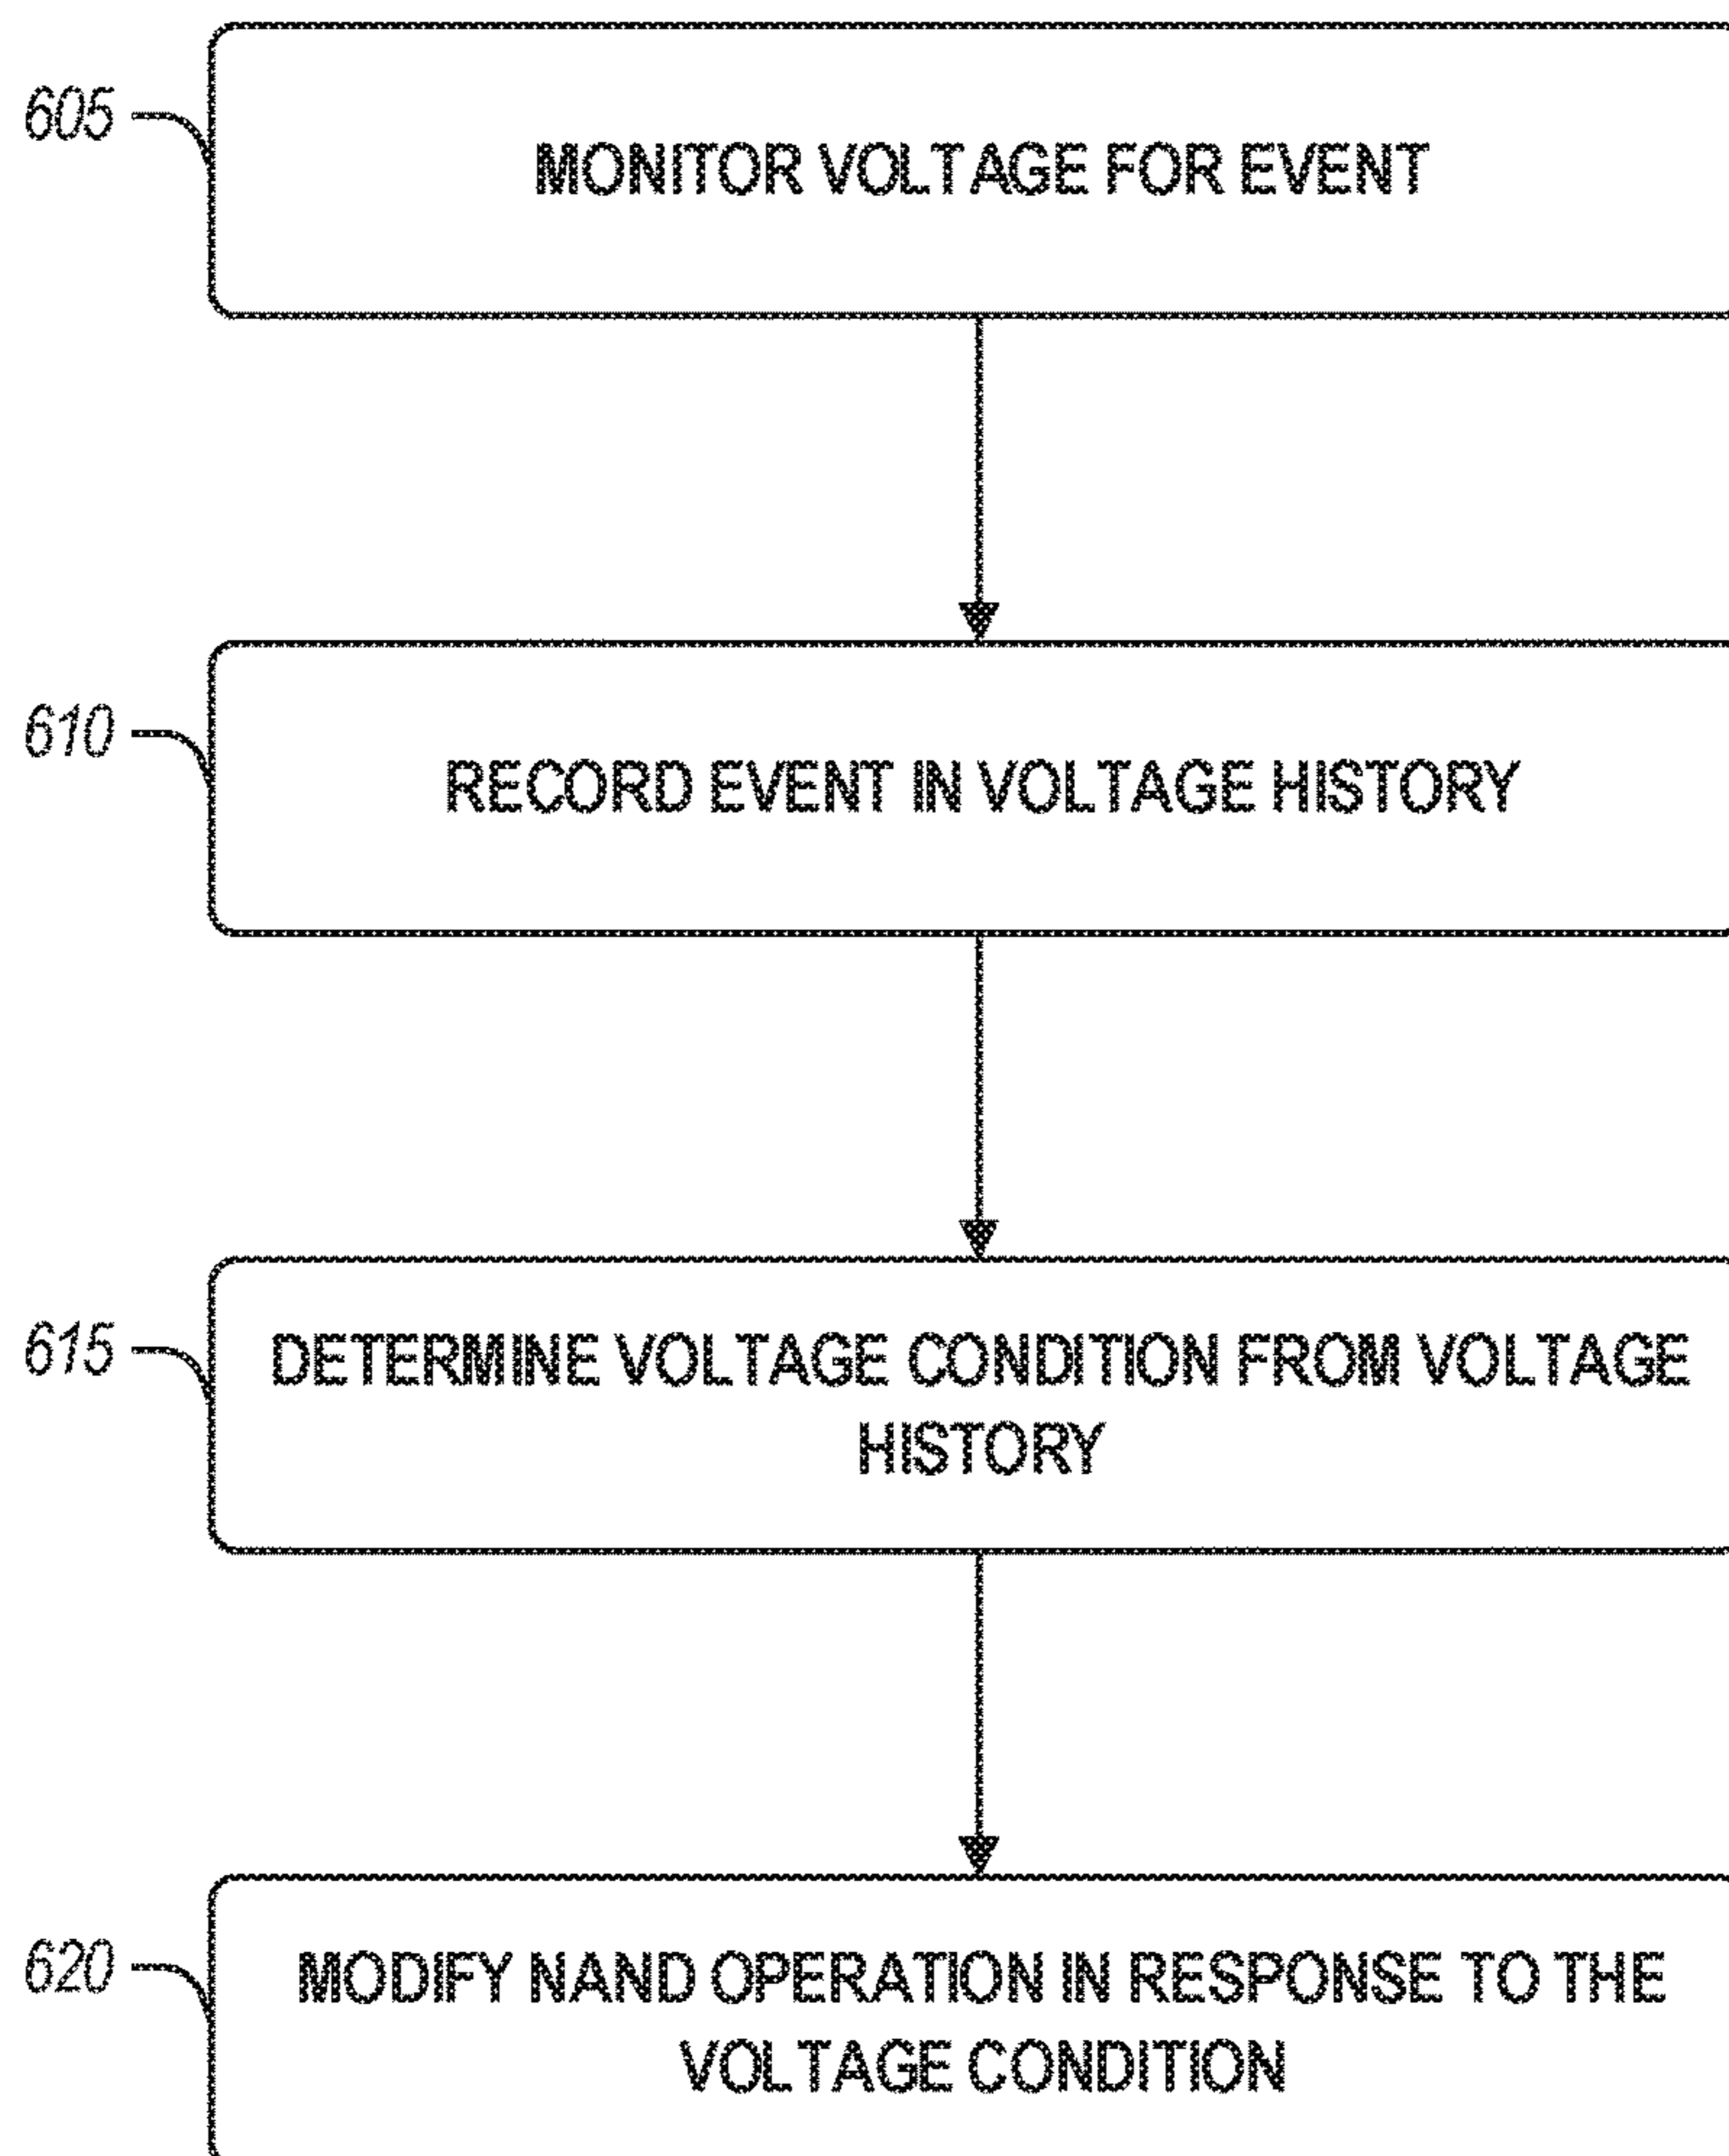 605
MONITOR VOLTAGE FOR EVENT
610
RECORD EVENT IN VOLTAGE HISTORY
615
DETERMINE VOLTAGE CONDITION FROM VOLTAGE
HISTORY
620
MODIFY NAND OPERATION IN RESPONSE TO THE
VOLTAGE CONDITION